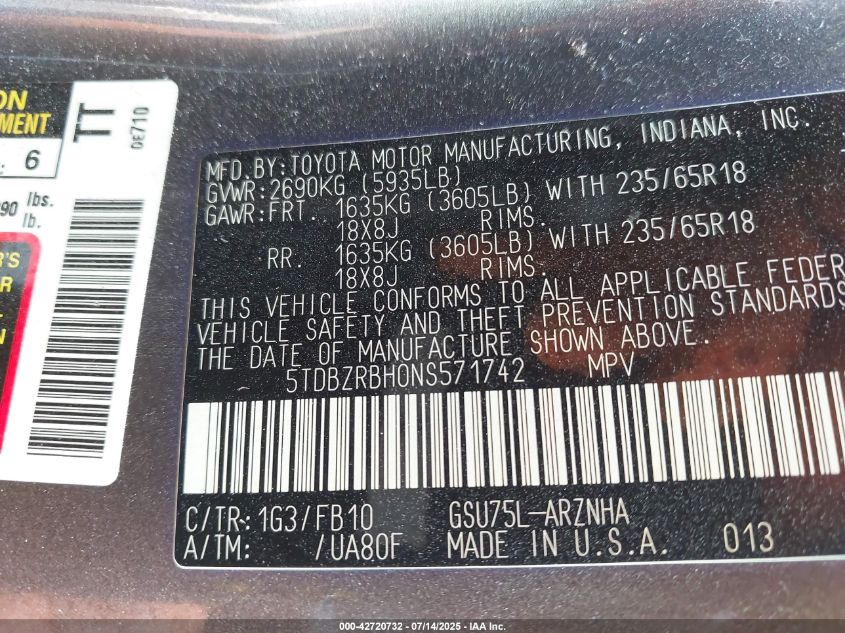 ON
MENT
: 6
TT
0E710
90 lbs.
lb.
R'S
R
N
MFD.BY:TOYOTA MOTOR MANUFACTURING, INDIANA, INC.
GVWR:2690KG (5935LB)
GAWR:FRT. 1635KG (3605LB) WITH 235/65R18
18X8J RIMS.
RR. 1635KG (3605LB) WITH 235/65R18
18X8J RIMS.
THIS VEHICLE CONFORMS TO ALL APPLICABLE FEDER
VEHICLE SAFETY AND THEFT PREVENTION STANDARDS
THE DATE OF MANUFACTURE SHOWN ABOVE.
5TDBZRBH0NS571742 MPV
C/TR: 1G3/FB10 GSU75L-ARZNHA
A/TM: /UA80F MADE IN U.S.A. 013
000-42720732 - 07/14/2025 - IAA Inc.